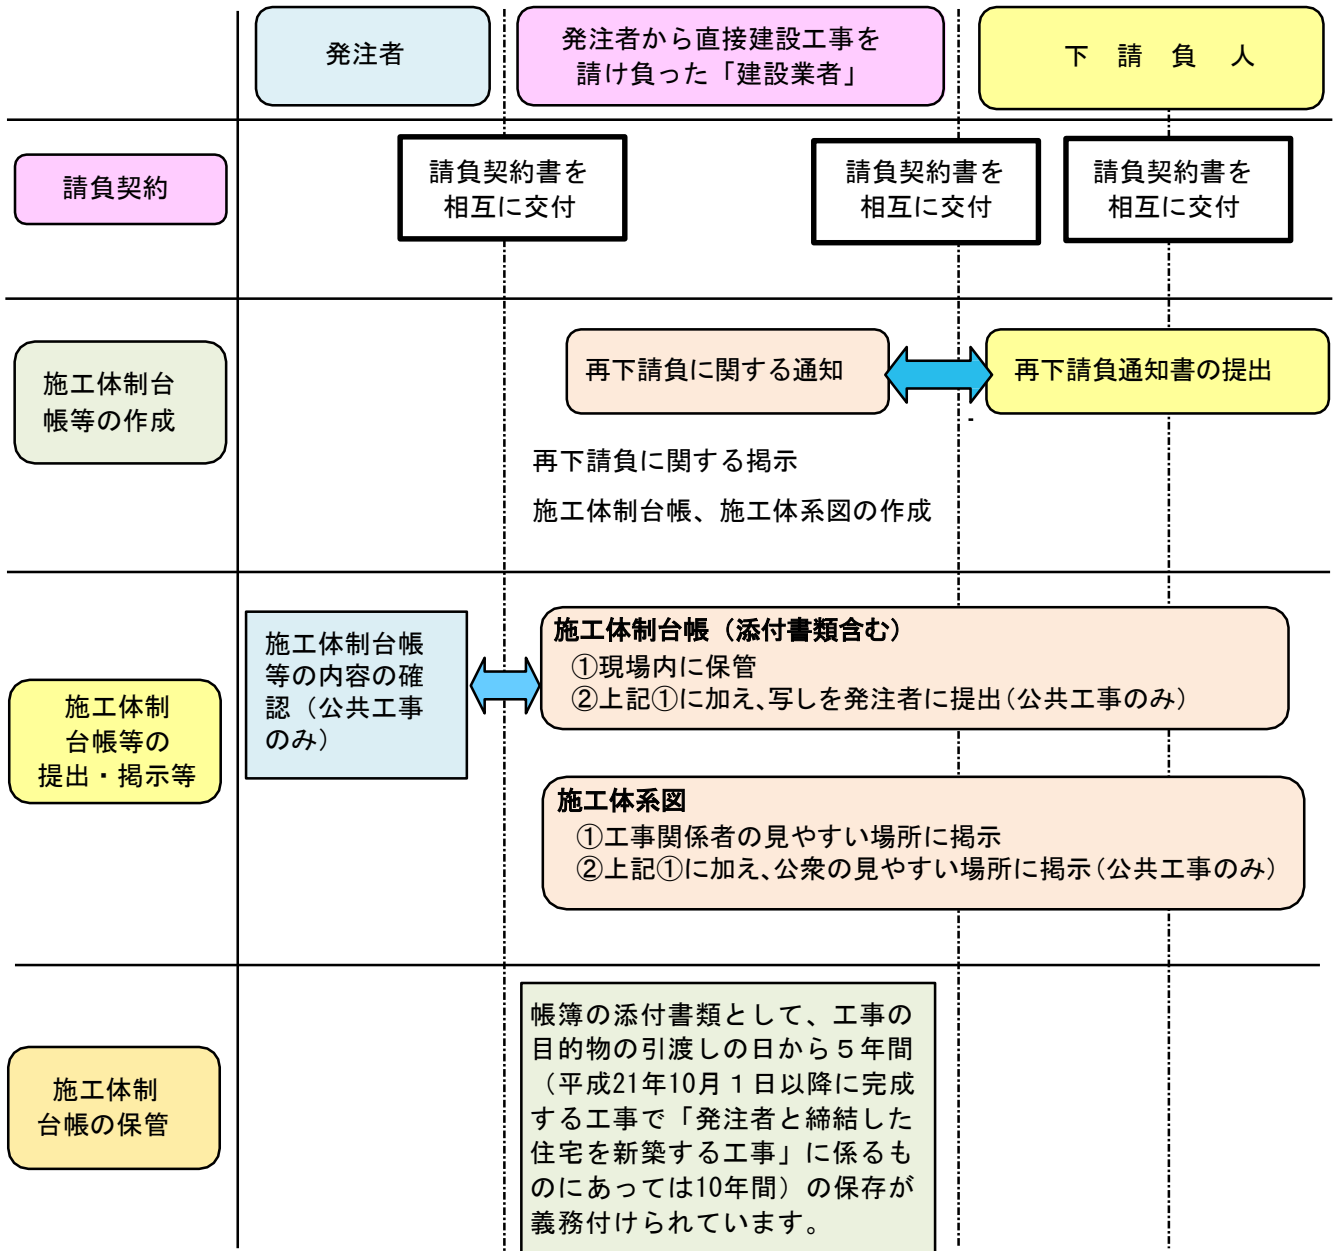 発注者
発注者から直接建設工事を
請け負った「建設業者」
下 請 負 人
請負契約
請負契約書を
相互に交付
請負契約書を
相互に交付
請負契約書を
相互に交付
施工体制台
帳等の作成
再下請負に関する通知
再下請負通知書の提出
再下請負に関する掲示
施工体制台帳、施工体系図の作成
施工体制
台帳等の
提出・掲示等
施工体制台帳
等の内容の確
認（公共工事
のみ）
施工体制台帳（添付書類含む）
①現場内に保管
②上記①に加え、写しを発注者に提出（公共工事のみ）
施工体系図
①工事関係者の見やすい場所に掲示
②上記①に加え、公衆の見やすい場所に掲示（公共工事のみ）
施工体制
台帳の保管
帳簿の添付書類として、工事の
目的物の引渡しの日から５年間
（平成21年10月１日以降に完成
する工事で「発注者と締結した
住宅を新築する工事」に係るも
のにあっては10年間）の保存が
義務付けられています。